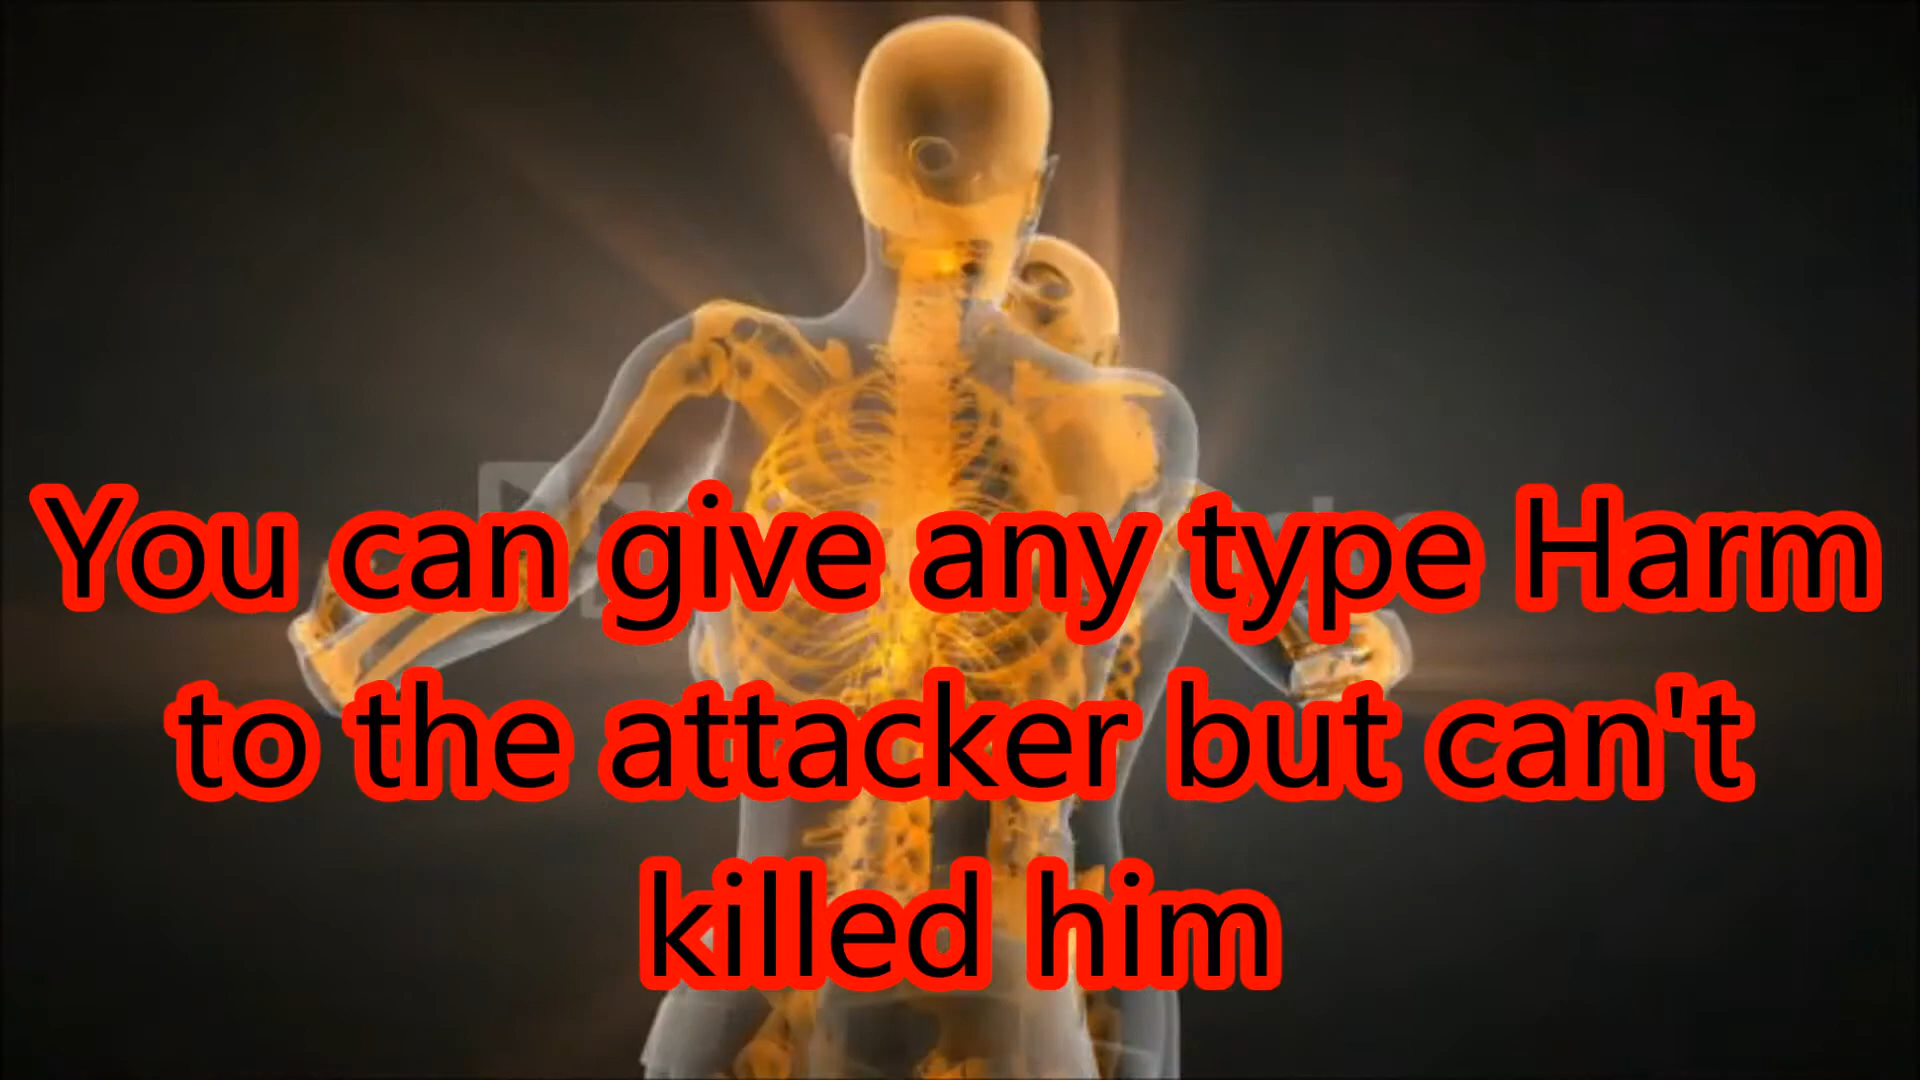 You can give any type Harm
to the attacker but can't
killed him